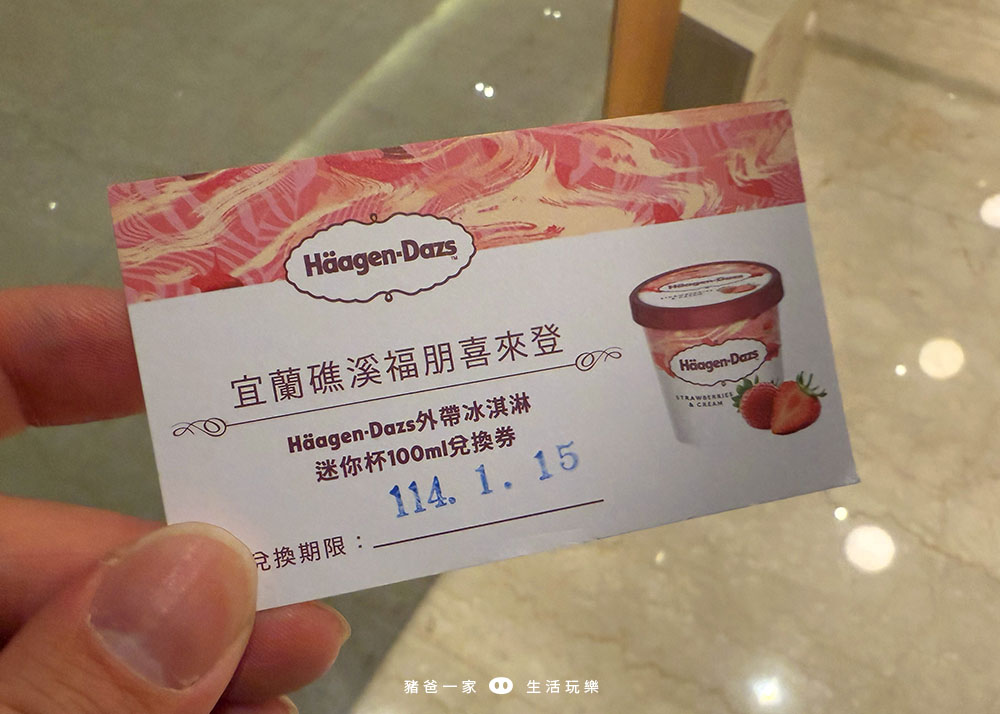 Häagen-Dazs™
宜蘭礁溪福朋喜來登
Häagen-Dazs外帶冰淇淋
迷你杯100ml兌換券
114. 1. 15
兌換期限：
Häagen-Dazs
Häagen-Dazs
STRAWBERRIES
& CREAM
豬爸一家 生活玩樂